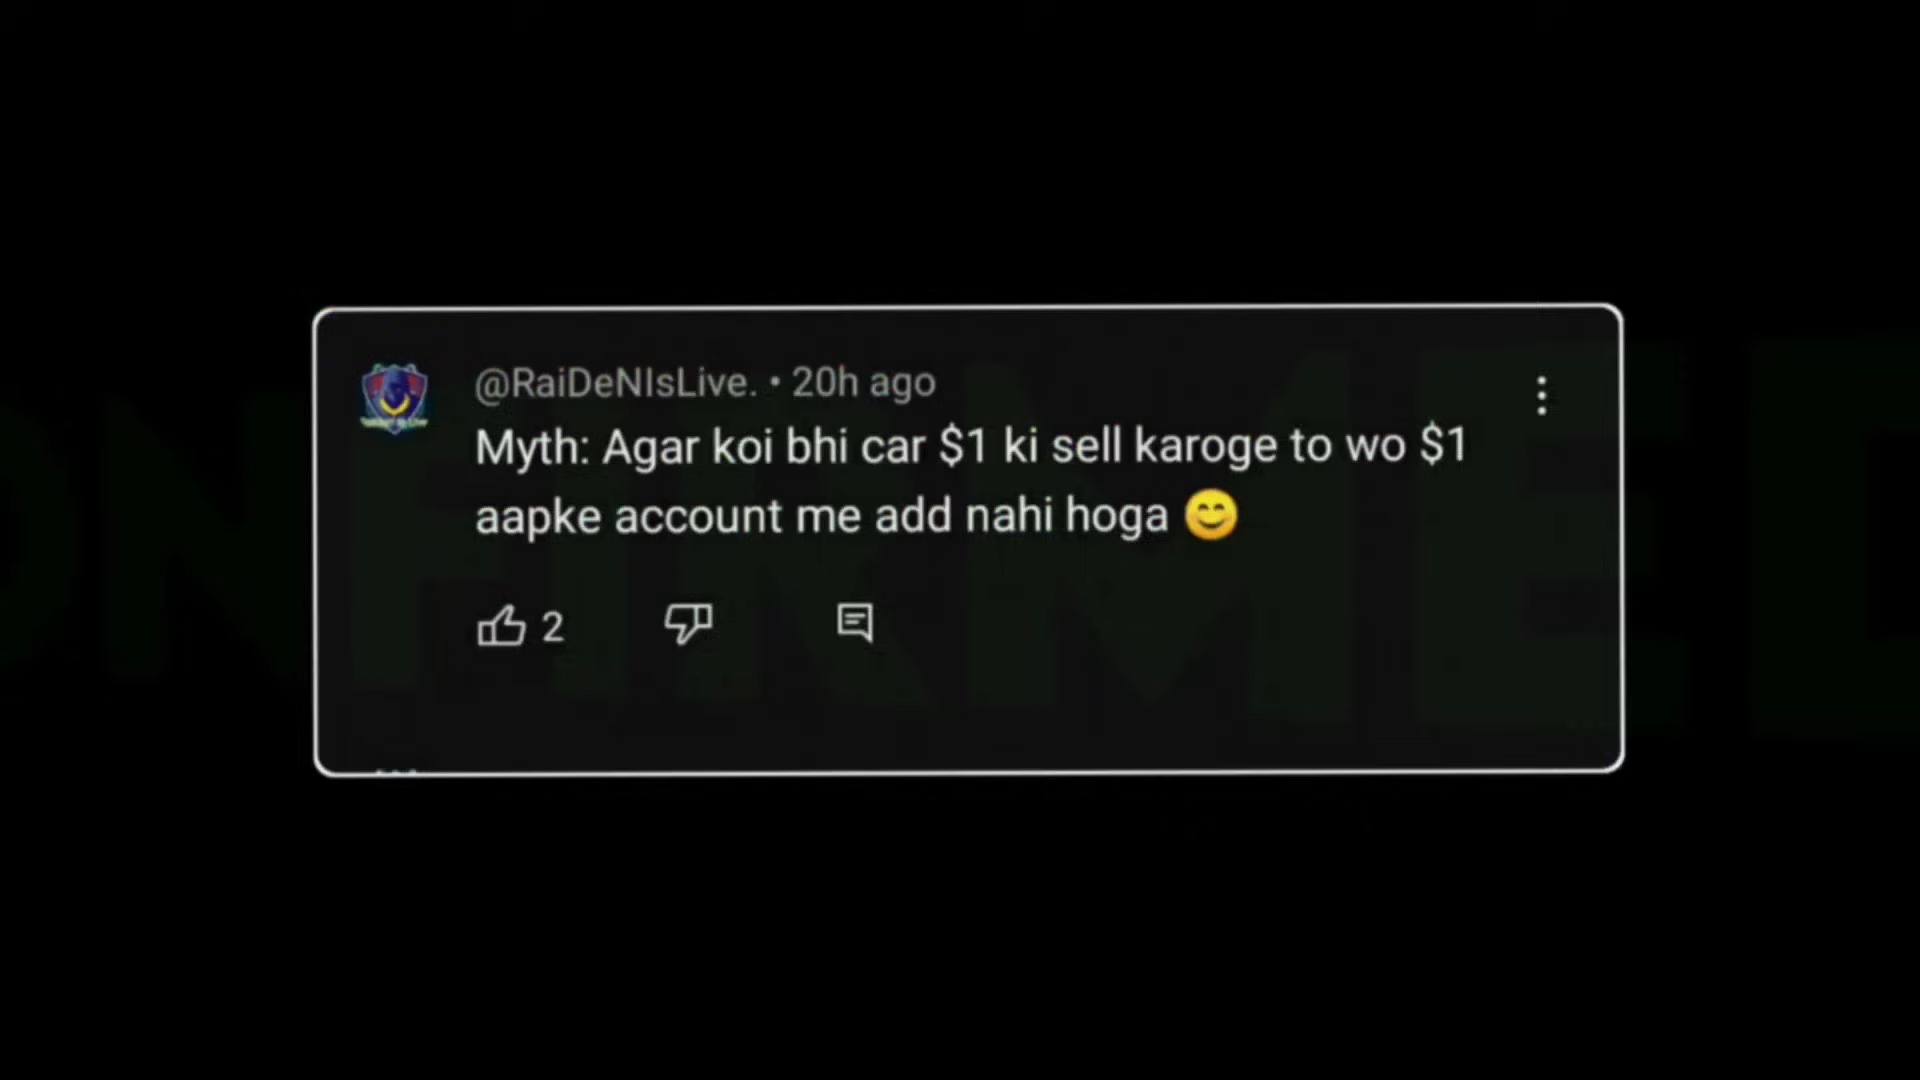 @RaiDeNIsLive. • 20h ago
Myth: Agar koi bhi car $1 ki sell karoge to wo $1
aapke account me add nahi hoga 😊
2